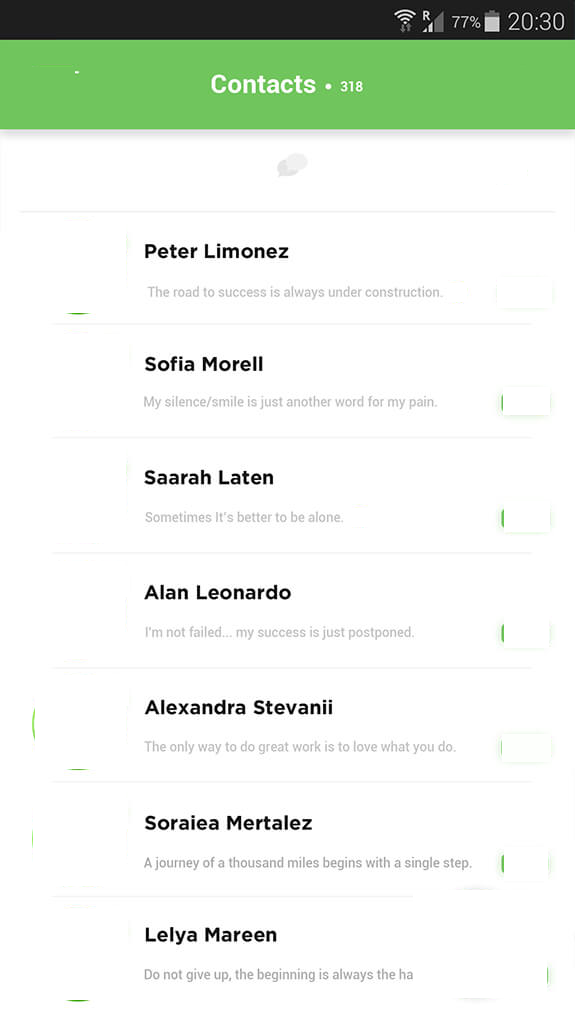 R 77% 20:30
Contacts • 318
Peter Limonez
The road to success is always under construction.
Sofia Morell
My silence/smile is just another word for my pain.
Saarah Laten
Sometimes It's better to be alone.
Alan Leonardo
I'm not failed... my success is just postponed.
Alexandra Stevanii
The only way to do great work is to love what you do.
Soraiea Mertalez
A journey of a thousand miles begins with a single step.
Lelya Mareen
Do not give up, the beginning is always the ha